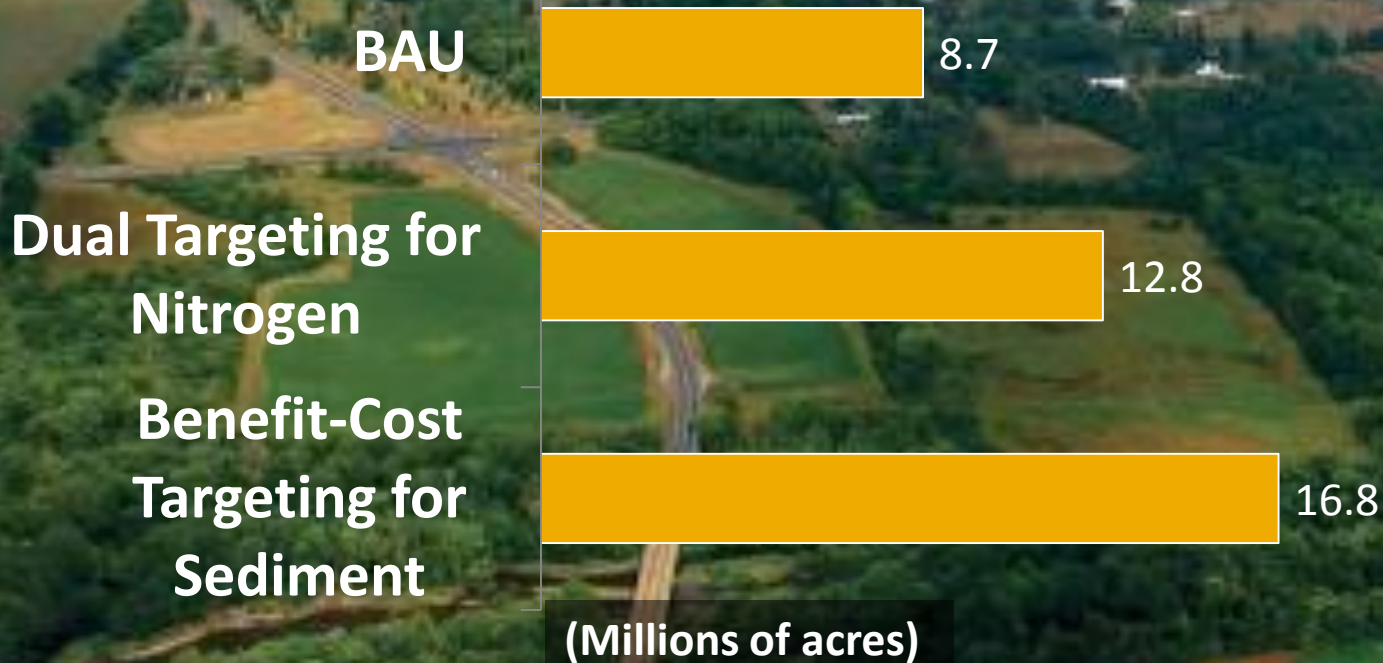 BAU
8.7
Dual Targeting for
Nitrogen
12.8
Benefit-Cost
Targeting for
Sediment
16.8
(Millions of acres)